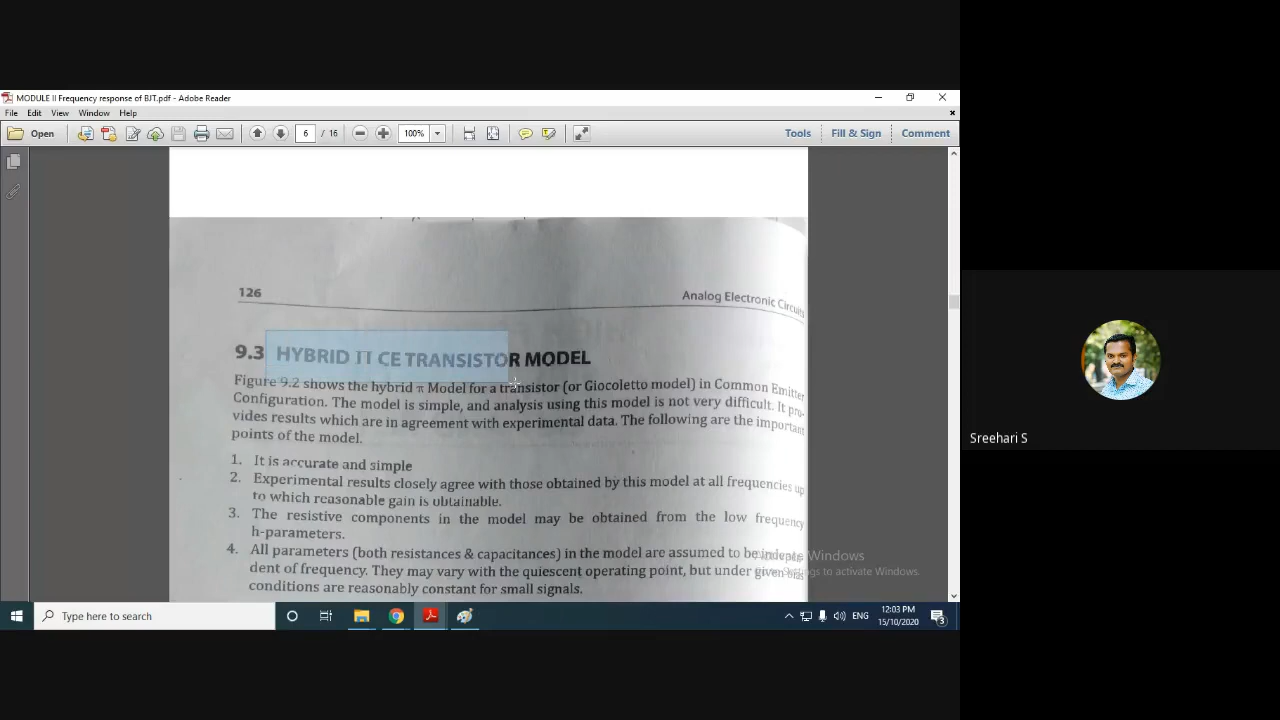 MODULE II Frequency response of BJT.pdf - Adobe Reader
File Edit View Window Help
Open 6 / 16 100% Tools Fill & Sign Comment
126 Analog Electronic Circuits
9.3 HYBRID Π CE TRANSISTOR MODEL
Figure 9.2 shows the hybrid π Model for a transistor (or Giocoletto model) in Common Emitter
Configuration. The model is simple, and analysis using this model is not very difficult. It pro-
vides results which are in agreement with experimental data. The following are the important
points of the model.
1. It is accurate and simple
2. Experimental results closely agree with those obtained by this model at all frequencies up
to which reasonable gain is obtainable.
3. The resistive components in the model may be obtained from the low frequency
h-parameters.
4. All parameters (both resistances & capacitances) in the model are assumed to be indepen-
dent of frequency. They may vary with the quiescent operating point, but under given bias
conditions are reasonably constant for small signals.
Windows
to activate Windows.
Type here to search
ENG
12:03 PM
15/10/2020
3
Sreehari S